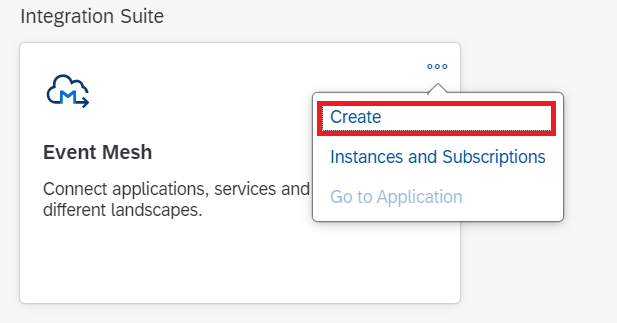 Integration Suite
Create
Event Mesh
Instances and Subscriptions
Connect applications, services and
Go to Application
different landscapes.